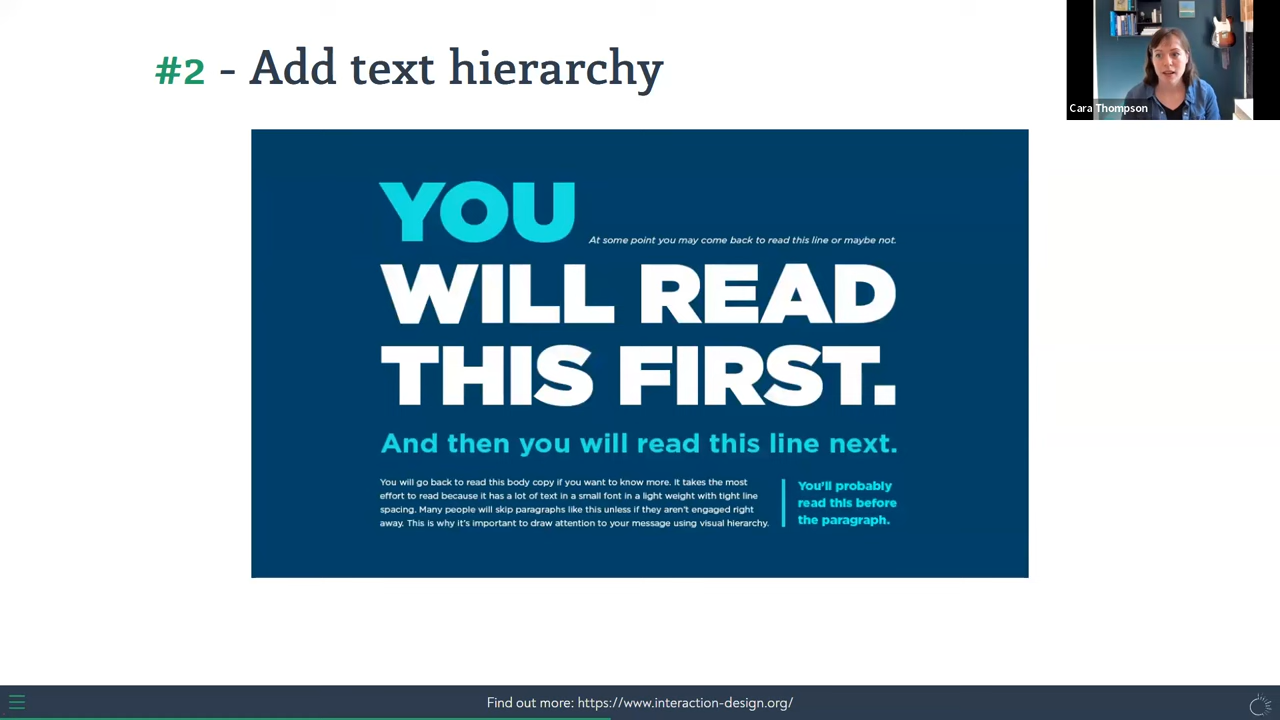 #2 - Add text hierarchy
Cara Thompson
YOU
At some point you may come back to read this line or maybe not.
WILL READ
THIS FIRST.
And then you will read this line next.
You will go back to read this body copy if you want to know more. It takes the most
effort to read because it has a lot of text in a small font in a light weight with tight line
spacing. Many people will skip paragraphs like this unless if they aren't engaged right
away. This is why it's important to draw attention to your message using visual hierarchy.
You'll probably
read this before
the paragraph.
Find out more: https://www.interaction-design.org/